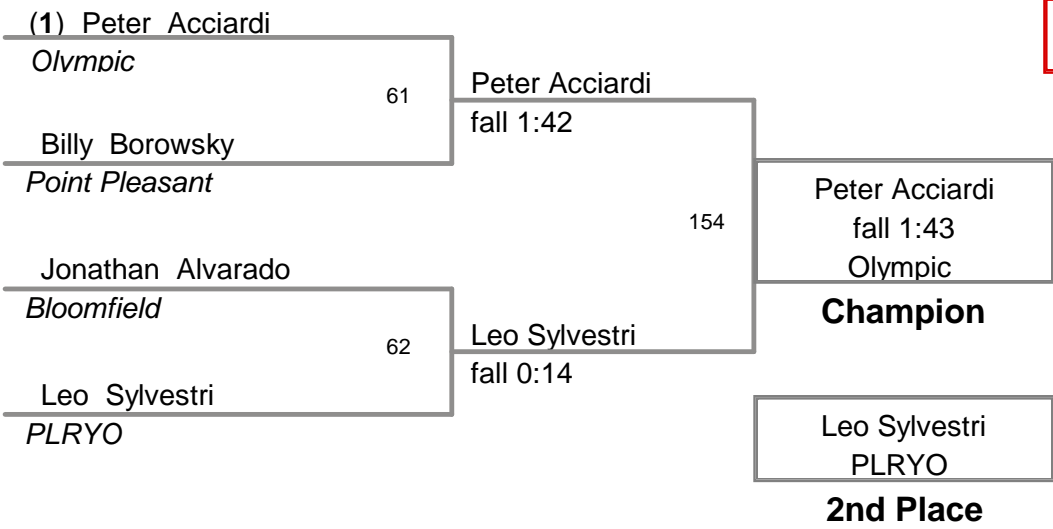 (1) Peter Acciardi
Olympic
61
Billy Borowsky
Point Pleasant
Peter Acciardi
fall 1:42
Jonathan Alvarado
Bloomfield
62
Leo Sylvestri
PLRYO
Leo Sylvestri
fall 0:14
154
Peter Acciardi
fall 1:43
Olympic
Champion
Leo Sylvestri
PLRYO
2nd Place